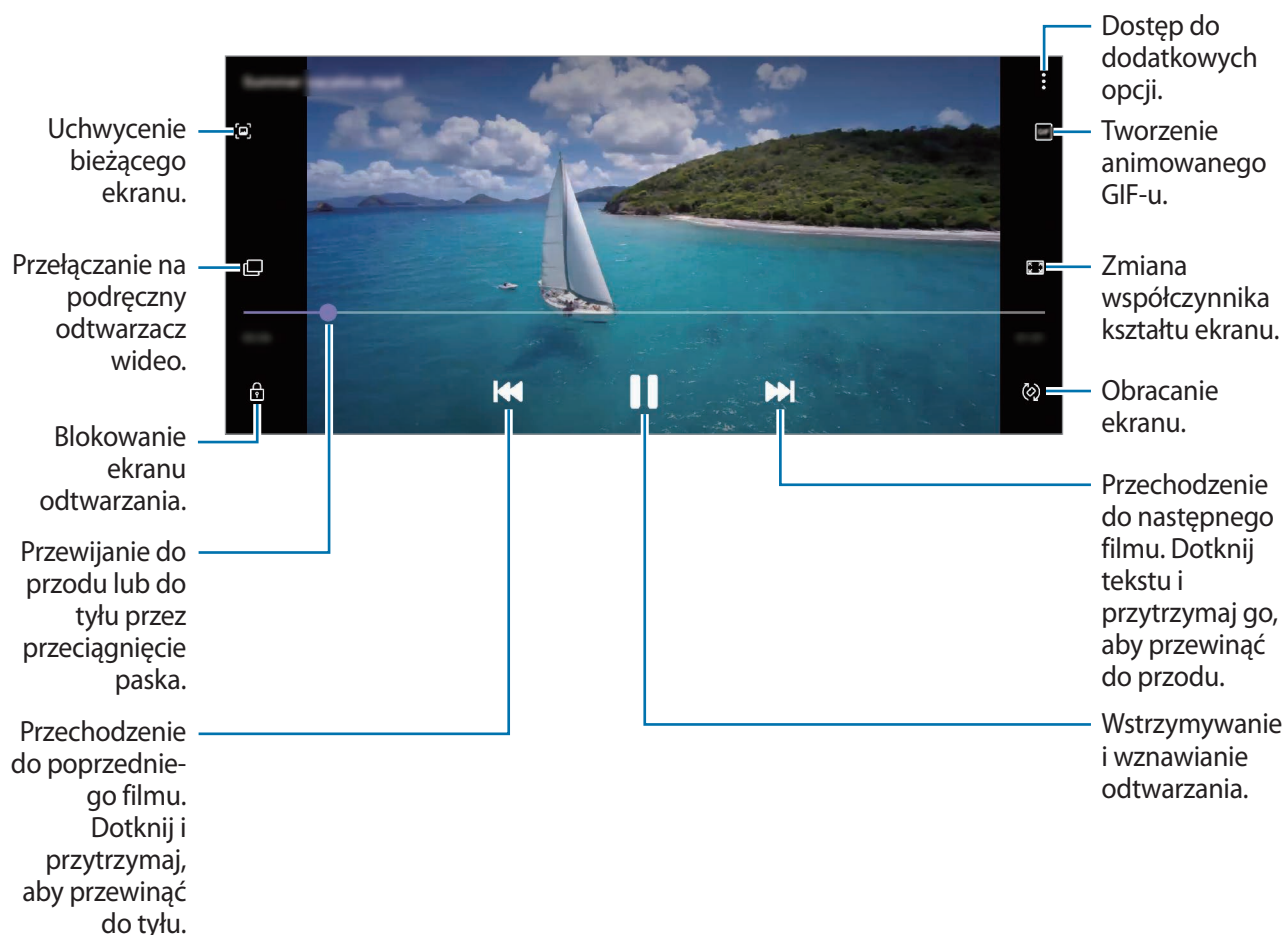 Uchwycenie
bieżącego
ekranu.
Przełączanie na
podręczny
odtwarzacz
wideo.
Blokowanie
ekranu
odtwarzania.
Przewijanie do
przodu lub do
tyłu przez
przeciągnięcie
paska.
Przechodzenie
do poprzednie-
go filmu.
Dotknij i
przytrzymaj,
aby przewinąć
do tyłu.
Dostęp do
dodatkowych
opcji.
Tworzenie
animowanego
GIF-u.
Zmiana
współczynnika
kształtu ekranu.
Obracanie
ekranu.
Przechodzenie
do następnego
filmu. Dotknij
tekstu i
przytrzymaj go,
aby przewinąć
do przodu.
Wstrzymywanie
i wznawianie
odtwarzania.